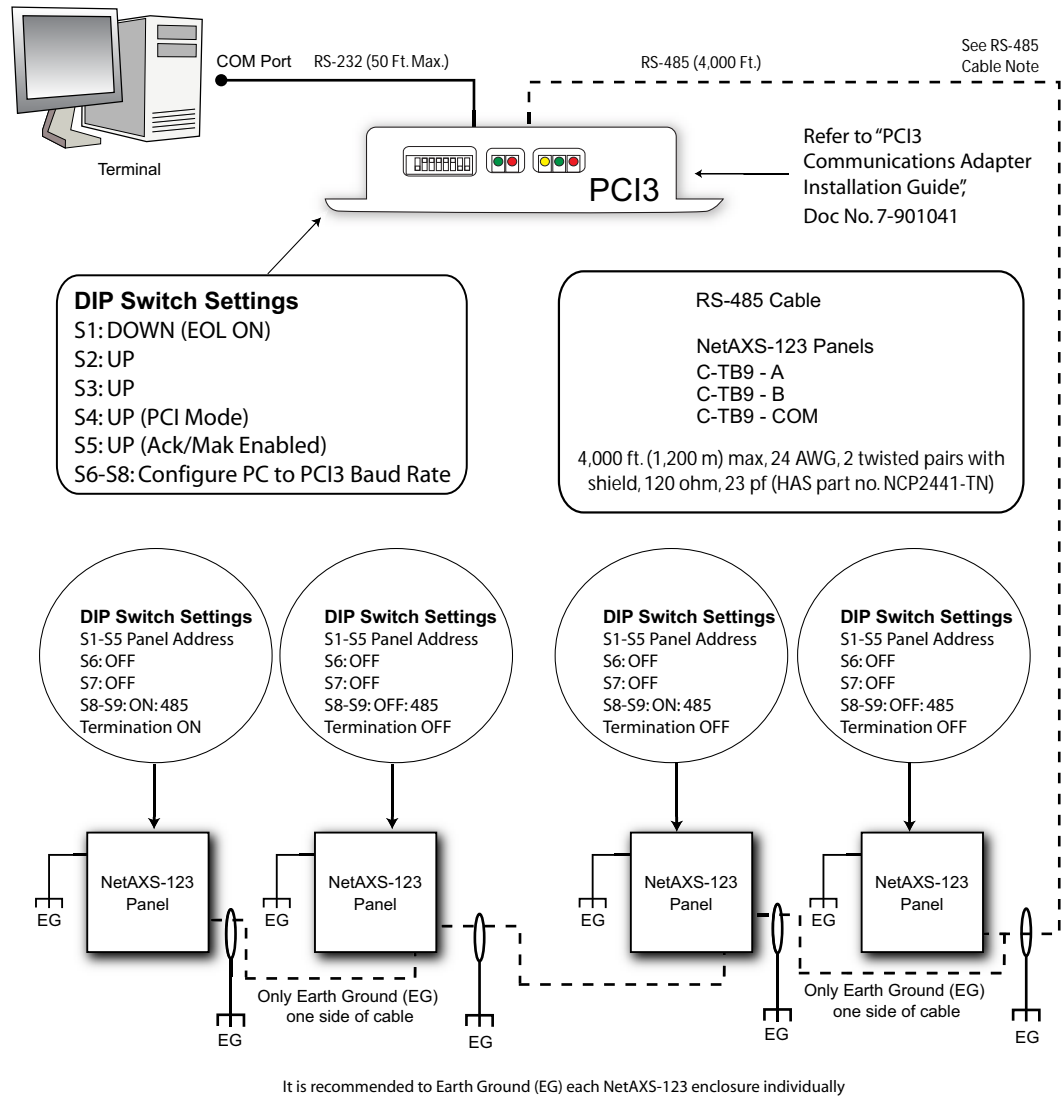 COM Port
RS-232 (50 Ft. Max.)
RS-485 (4,000 Ft.)
See RS-485
Cable Note
Terminal
PCI3
Refer to "PCI3
Communications Adapter
Installation Guide",
Doc No. 7-901041
DIP Switch Settings
S1: DOWN (EOL ON)
S2: UP
S3: UP
S4: UP (PCI Mode)
S5: UP (Ack/Mak Enabled)
S6-S8: Configure PC to PCI3 Baud Rate
RS-485 Cable
NetAXS-123 Panels
C-TB9 - A
C-TB9 - B
C-TB9 - COM
4,000 ft. (1,200 m) max, 24 AWG, 2 twisted pairs with
shield, 120 ohm, 23 pf (HAS part no. NCP2441-TN)
DIP Switch Settings
S1-S5 Panel Address
S6: OFF
S7: OFF
S8-S9: ON: 485
Termination ON
DIP Switch Settings
S1-S5 Panel Address
S6: OFF
S7: OFF
S8-S9: OFF: 485
Termination OFF
DIP Switch Settings
S1-S5 Panel Address
S6: OFF
S7: OFF
S8-S9: OFF: 485
Termination OFF
DIP Switch Settings
S1-S5 Panel Address
S6: OFF
S7: OFF
S8-S9: OFF: 485
Termination OFF
NetAXS-123
Panel
NetAXS-123
Panel
NetAXS-123
Panel
NetAXS-123
Panel
EG
EG
EG
EG
Only Earth Ground (EG)
one side of cable
Only Earth Ground (EG)
one side of cable
EG
EG
EG
EG
It is recommended to Earth Ground (EG) each NetAXS-123 enclosure individually